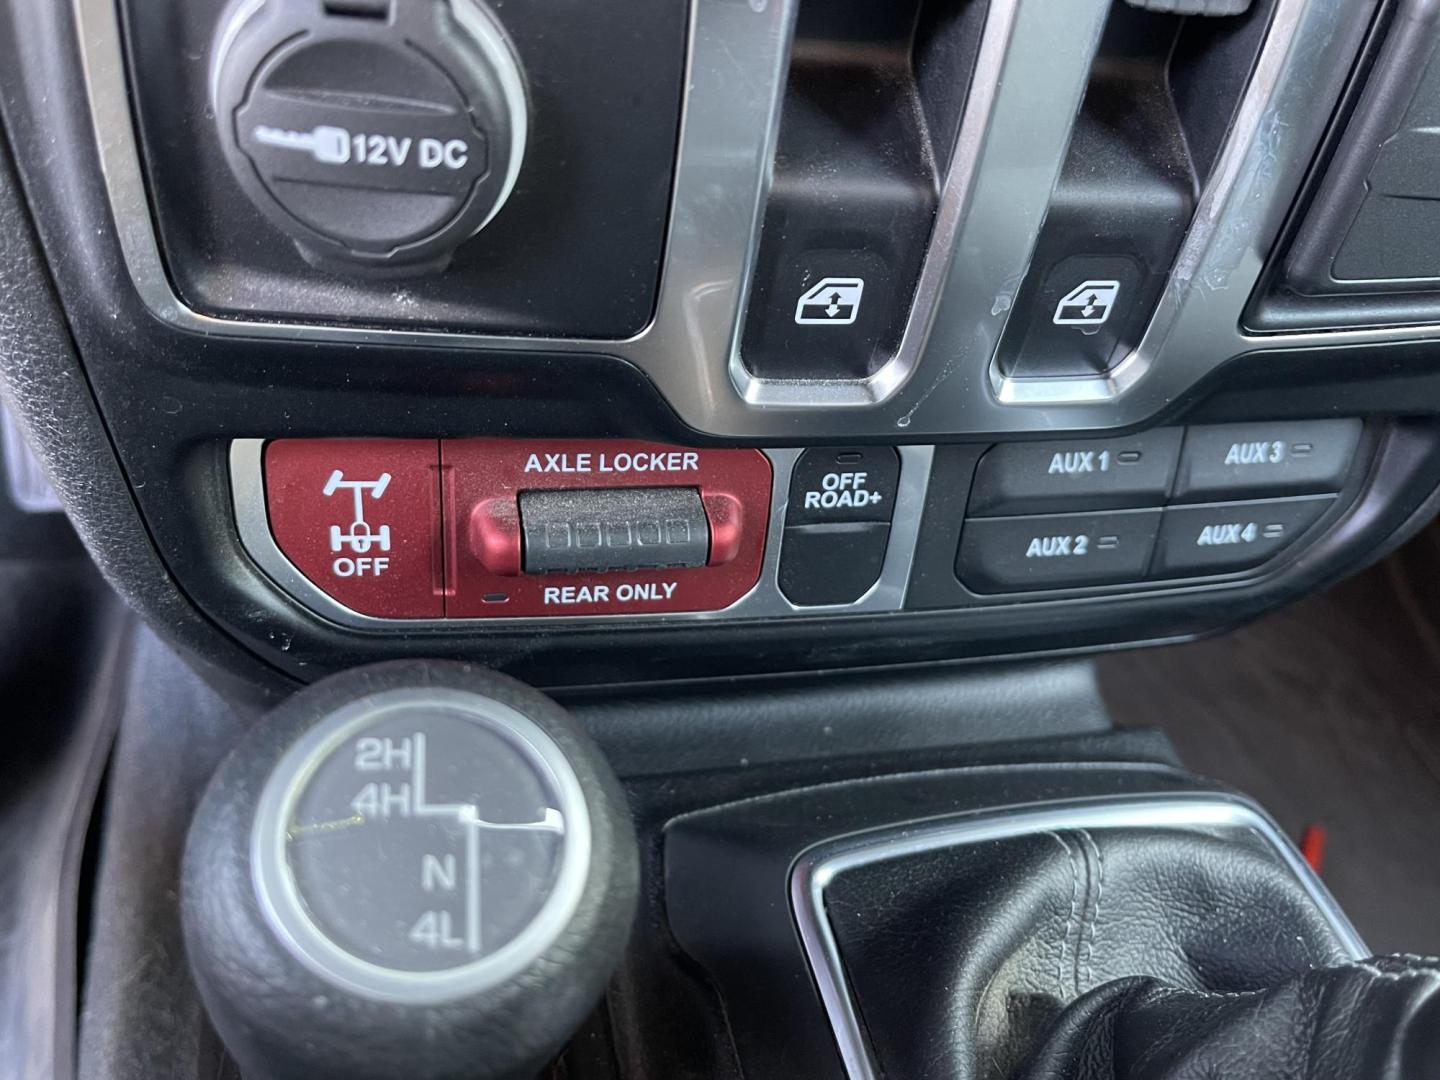 12V DC
AXLE LOCKER
OFF
REAR ONLY
OFF
ROAD+
AUX 1
AUX 3
AUX 2
AUX 4
2H
4H
N
4L